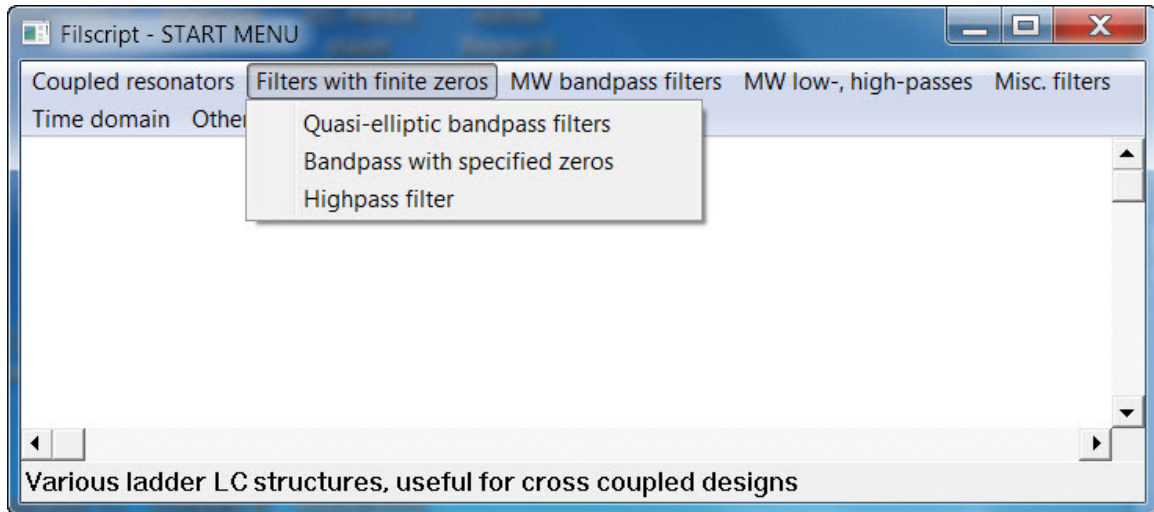 Filscript - START MENU
Coupled resonators Filters with finite zeros MW bandpass filters MW low-, high-passes Misc. filters
Time domain
Quasi-elliptic bandpass filters
Bandpass with specified zeros
Highpass filter
Various ladder LC structures, useful for cross coupled designs